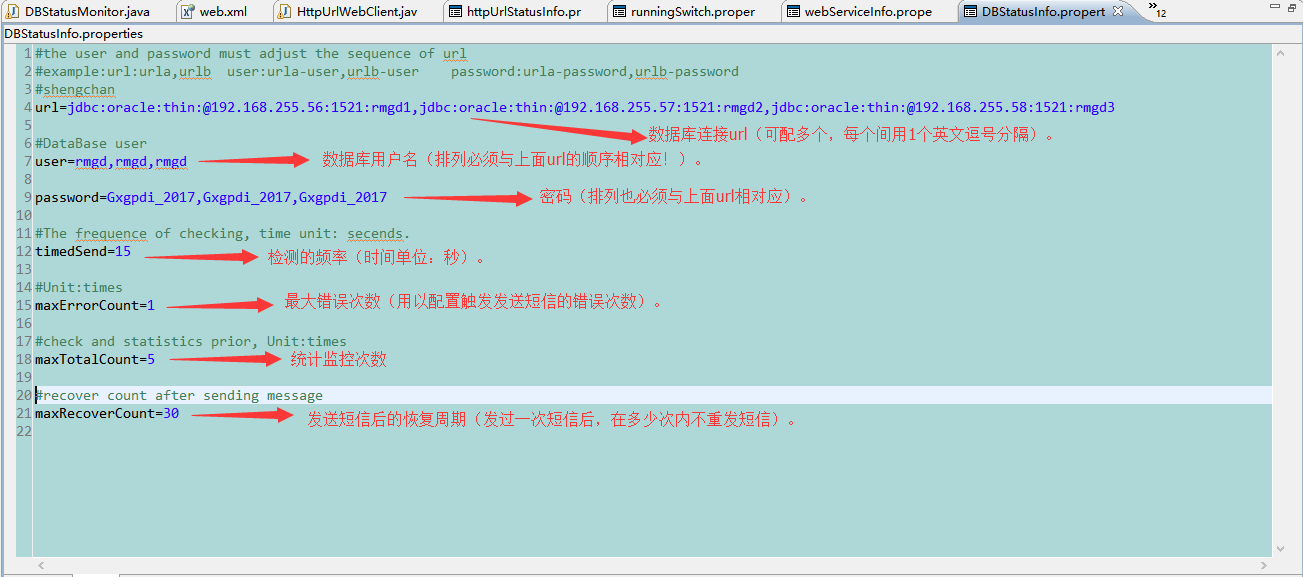 DBStatusMonitor.java web.xml HttpUrlWebClient.jav httpUrlStatusInfo.pr runningSwitch.proper webServiceInfo.prope DBStatusInfo.propert »12
DBStatusInfo.properties
1 #the user and password must adjust the sequence of url
2 #example:url:urla,urlb user:urla-user,urlb-user password:urla-password,urlb-password
3 #shengchan
4 url=jdbc:oracle:thin:@192.168.255.56:1521:rmgd1,jdbc:oracle:thin:@192.168.255.57:1521:rmgd2,jdbc:oracle:thin:@192.168.255.58:1521:rmgd3
5 数据库连接url（可配多个，每个间用1个英文逗号分隔）。
6 #DataBase user
7 user=rmgd,rmgd,rmgd 数据库用户名（排列必须与上面url的顺序相对应！）。
8
9 password=Gxgpdi_2017,Gxgpdi_2017,Gxgpdi_2017 密码（排列也必须与上面url相对应）。
10
11 #The frequence of checking, time unit: secends.
12 timedSend=15 检测的频率（时间单位：秒）。
13
14 #Unit:times
15 maxErrorCount=1 最大错误次数（用以配置触发发送短信的错误次数）。
16
17 #check and statistics prior, Unit:times
18 maxTotalCount=5 统计监控次数
19
20 #recover count after sending message
21 maxRecoverCount=30 发送短信后的恢复周期（发过一次短信后，在多少次内不重发短信）。
22